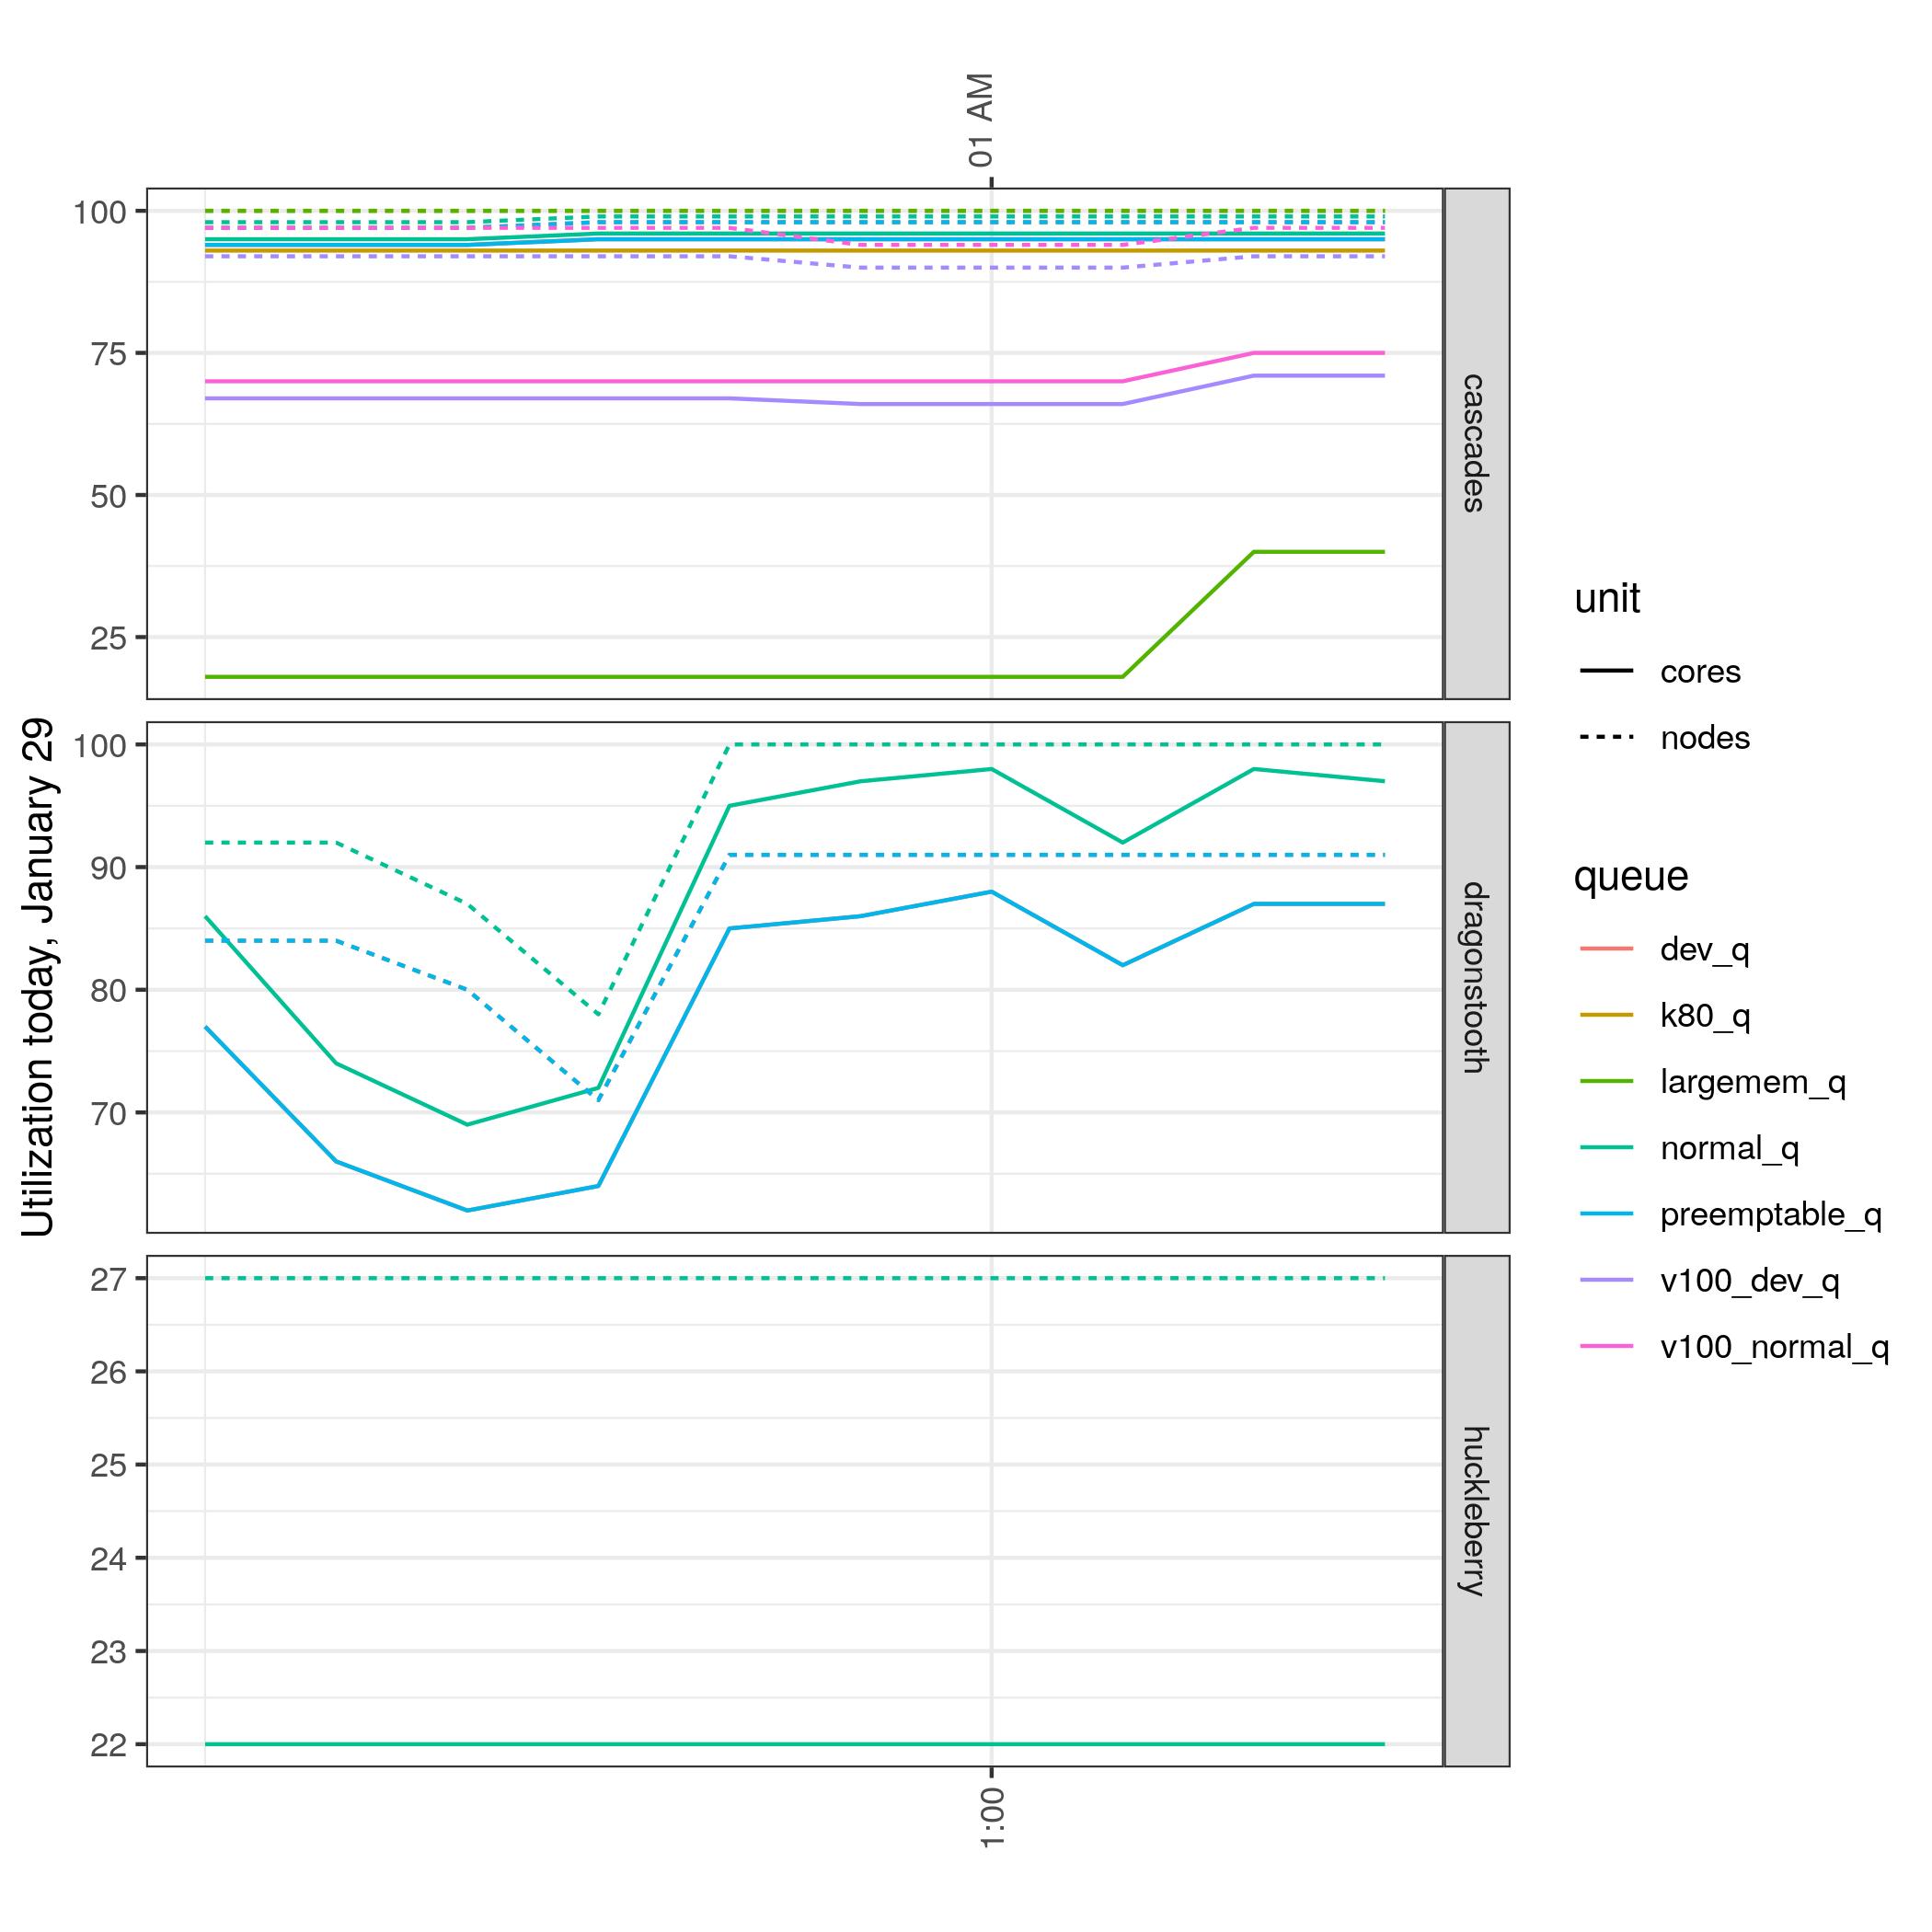 01 AM
Utilization today, January 29
100
75
50
25
cascades
100
90
80
70
dragonstooth
27
26
25
24
23
22
huckleberry
1:00
unit
cores
nodes
queue
dev_q
k80_q
largemem_q
normal_q
preemptable_q
v100_dev_q
v100_normal_q